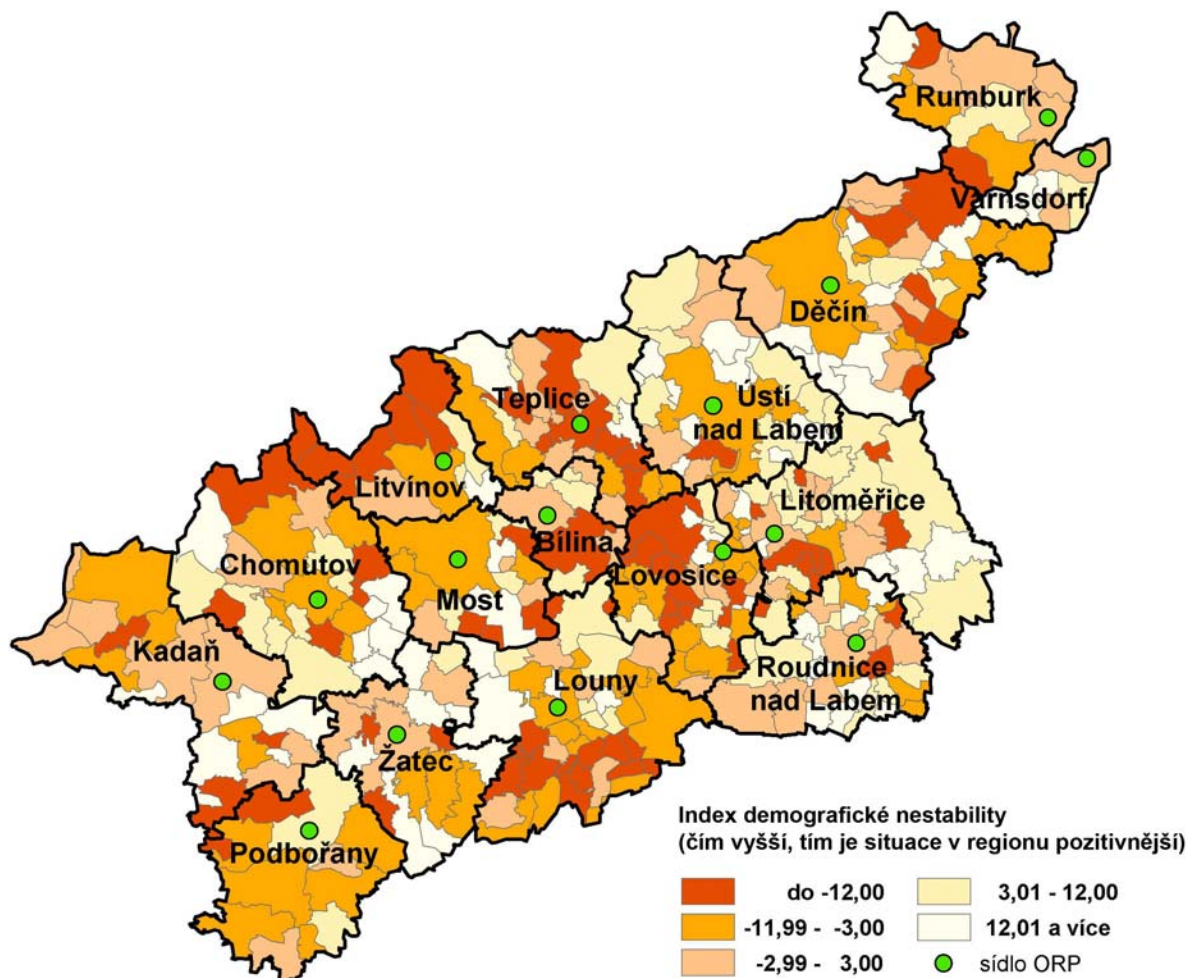 Rumburk
Varnsdorf
Děčín
Teplice
Ústí
nad Labem
Litvínov
Litoměřice
Bílina
Chomutov
Lovosice
Most
Kadaň
Roudnice
nad Labem
Louny
Žatec
Podbořany
Index demografické nestability
(čím vyšší, tím je situace v regionu pozitivnější)
do -12,00
3,01 - 12,00
-11,99 - -3,00
12,01 a více
-2,99 - 3,00
sídlo ORP